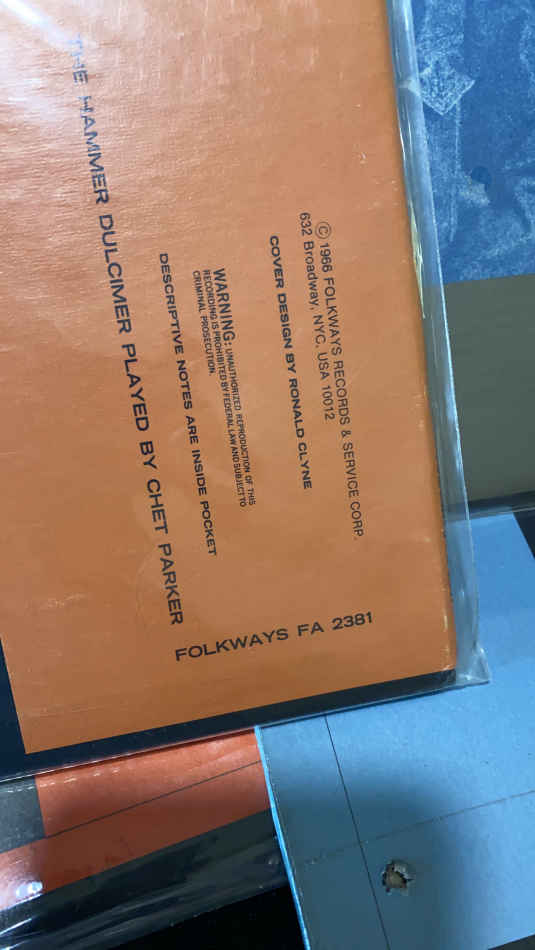 © 1966 FOLKWAYS RECORDS & SERVICE CORP.
632 Broadway, NYC, USA 10012
COVER DESIGN BY RONALD CLYNE
WARNING: UNAUTHORIZED REPRODUCTION OF THIS
RECORDING IS PROHIBITED BY FEDERAL LAW AND SUBJECT TO
CRIMINAL PROSECUTION.
DESCRIPTIVE NOTES ARE INSIDE POCKET
THE HAMMER DULCIMER PLAYED BY CHET PARKER
FOLKWAYS FA 2381